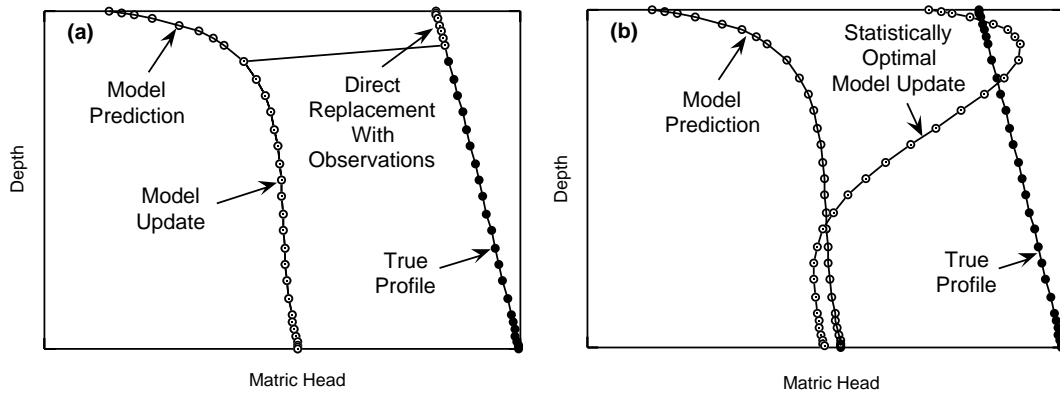 (a)
Model
Prediction
Direct
Replacement
With
Observations
Model
Update
True
Profile
Depth
Matric Head
(b)
Statistically
Optimal
Model Update
Model
Prediction
True
Profile
Depth
Matric Head